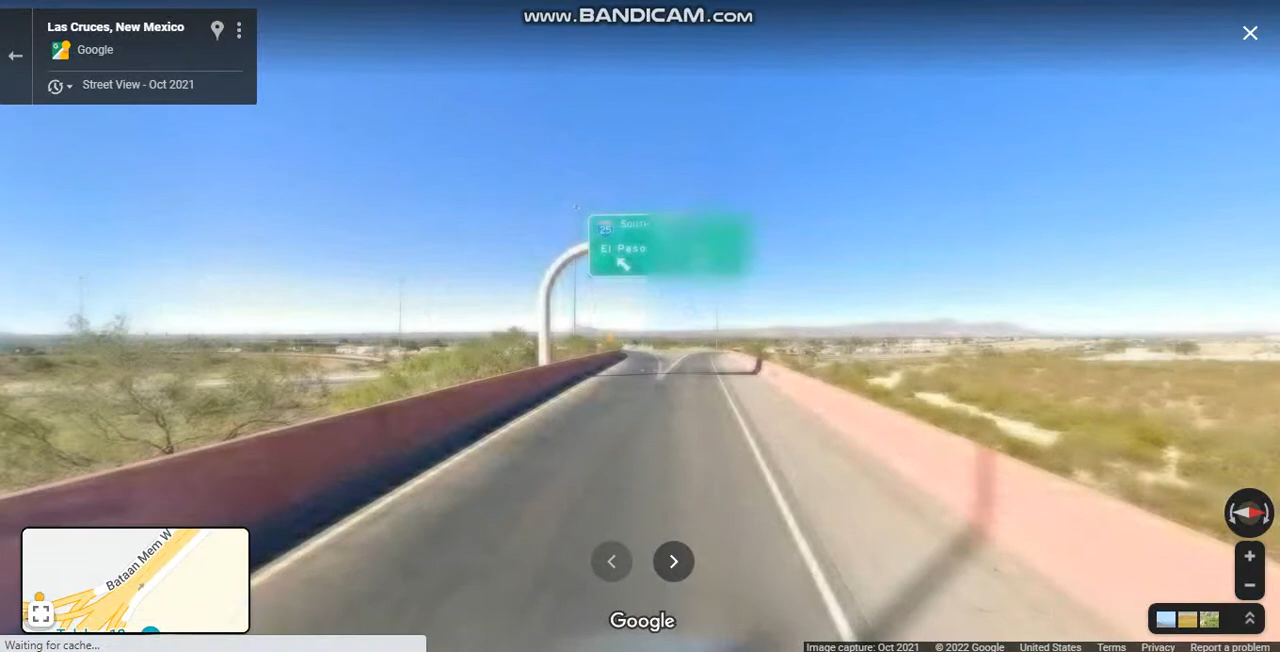 www.BANDICAM.com
Las Cruces, New Mexico
Google
Street View - Oct 2021
25
El Paso
Bataan Mem W
Google
Waiting for cache...
Image capture: Oct 2021 © 2022 Google United States Terms Privacy Report a problem